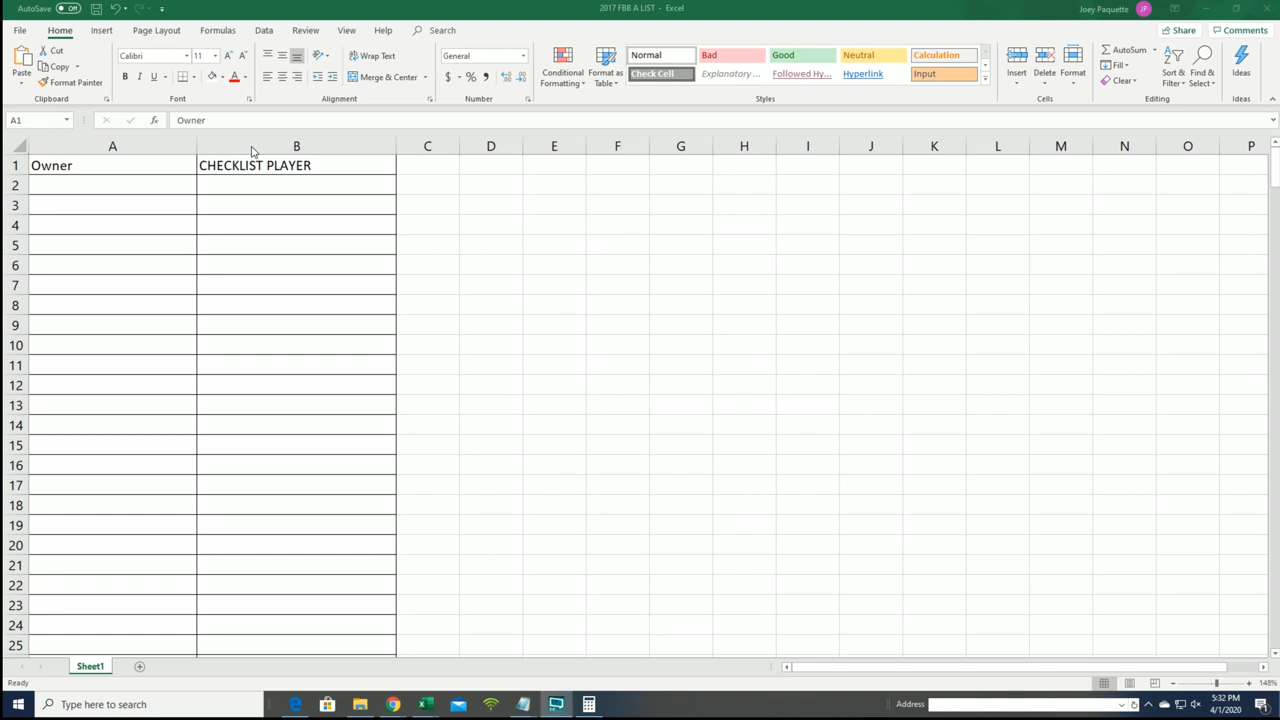 AutoSave Off
2017 FBB A LIST - Excel
Joey Paquette JP
File Home Insert Page Layout Formulas Data Review View Help Search
Share Comments
Paste
Cut
Copy
Format Painter
Clipboard
Calibri 11
B I U
Font
Wrap Text
Merge & Center
Alignment
General
$ % 9
Number
Conditional Formatting
Format as Table
Normal Bad Good Neutral Calculation
Check Cell Explanatory ... Followed Hy... Hyperlink Input
Styles
Insert Delete Format
Cells
AutoSum
Fill
Clear
Sort & Filter
Find & Select
Editing
Ideas
Ideas
A1 fx Owner
A B C D E F G H I J K L M N O P
1 Owner CHECKLIST PLAYER
2
3
4
5
6
7
8
9
10
11
12
13
14
15
16
17
18
19
20
21
22
23
24
25
Sheet1
Ready
148%
Type here to search
Address
5:32 PM
4/1/2020